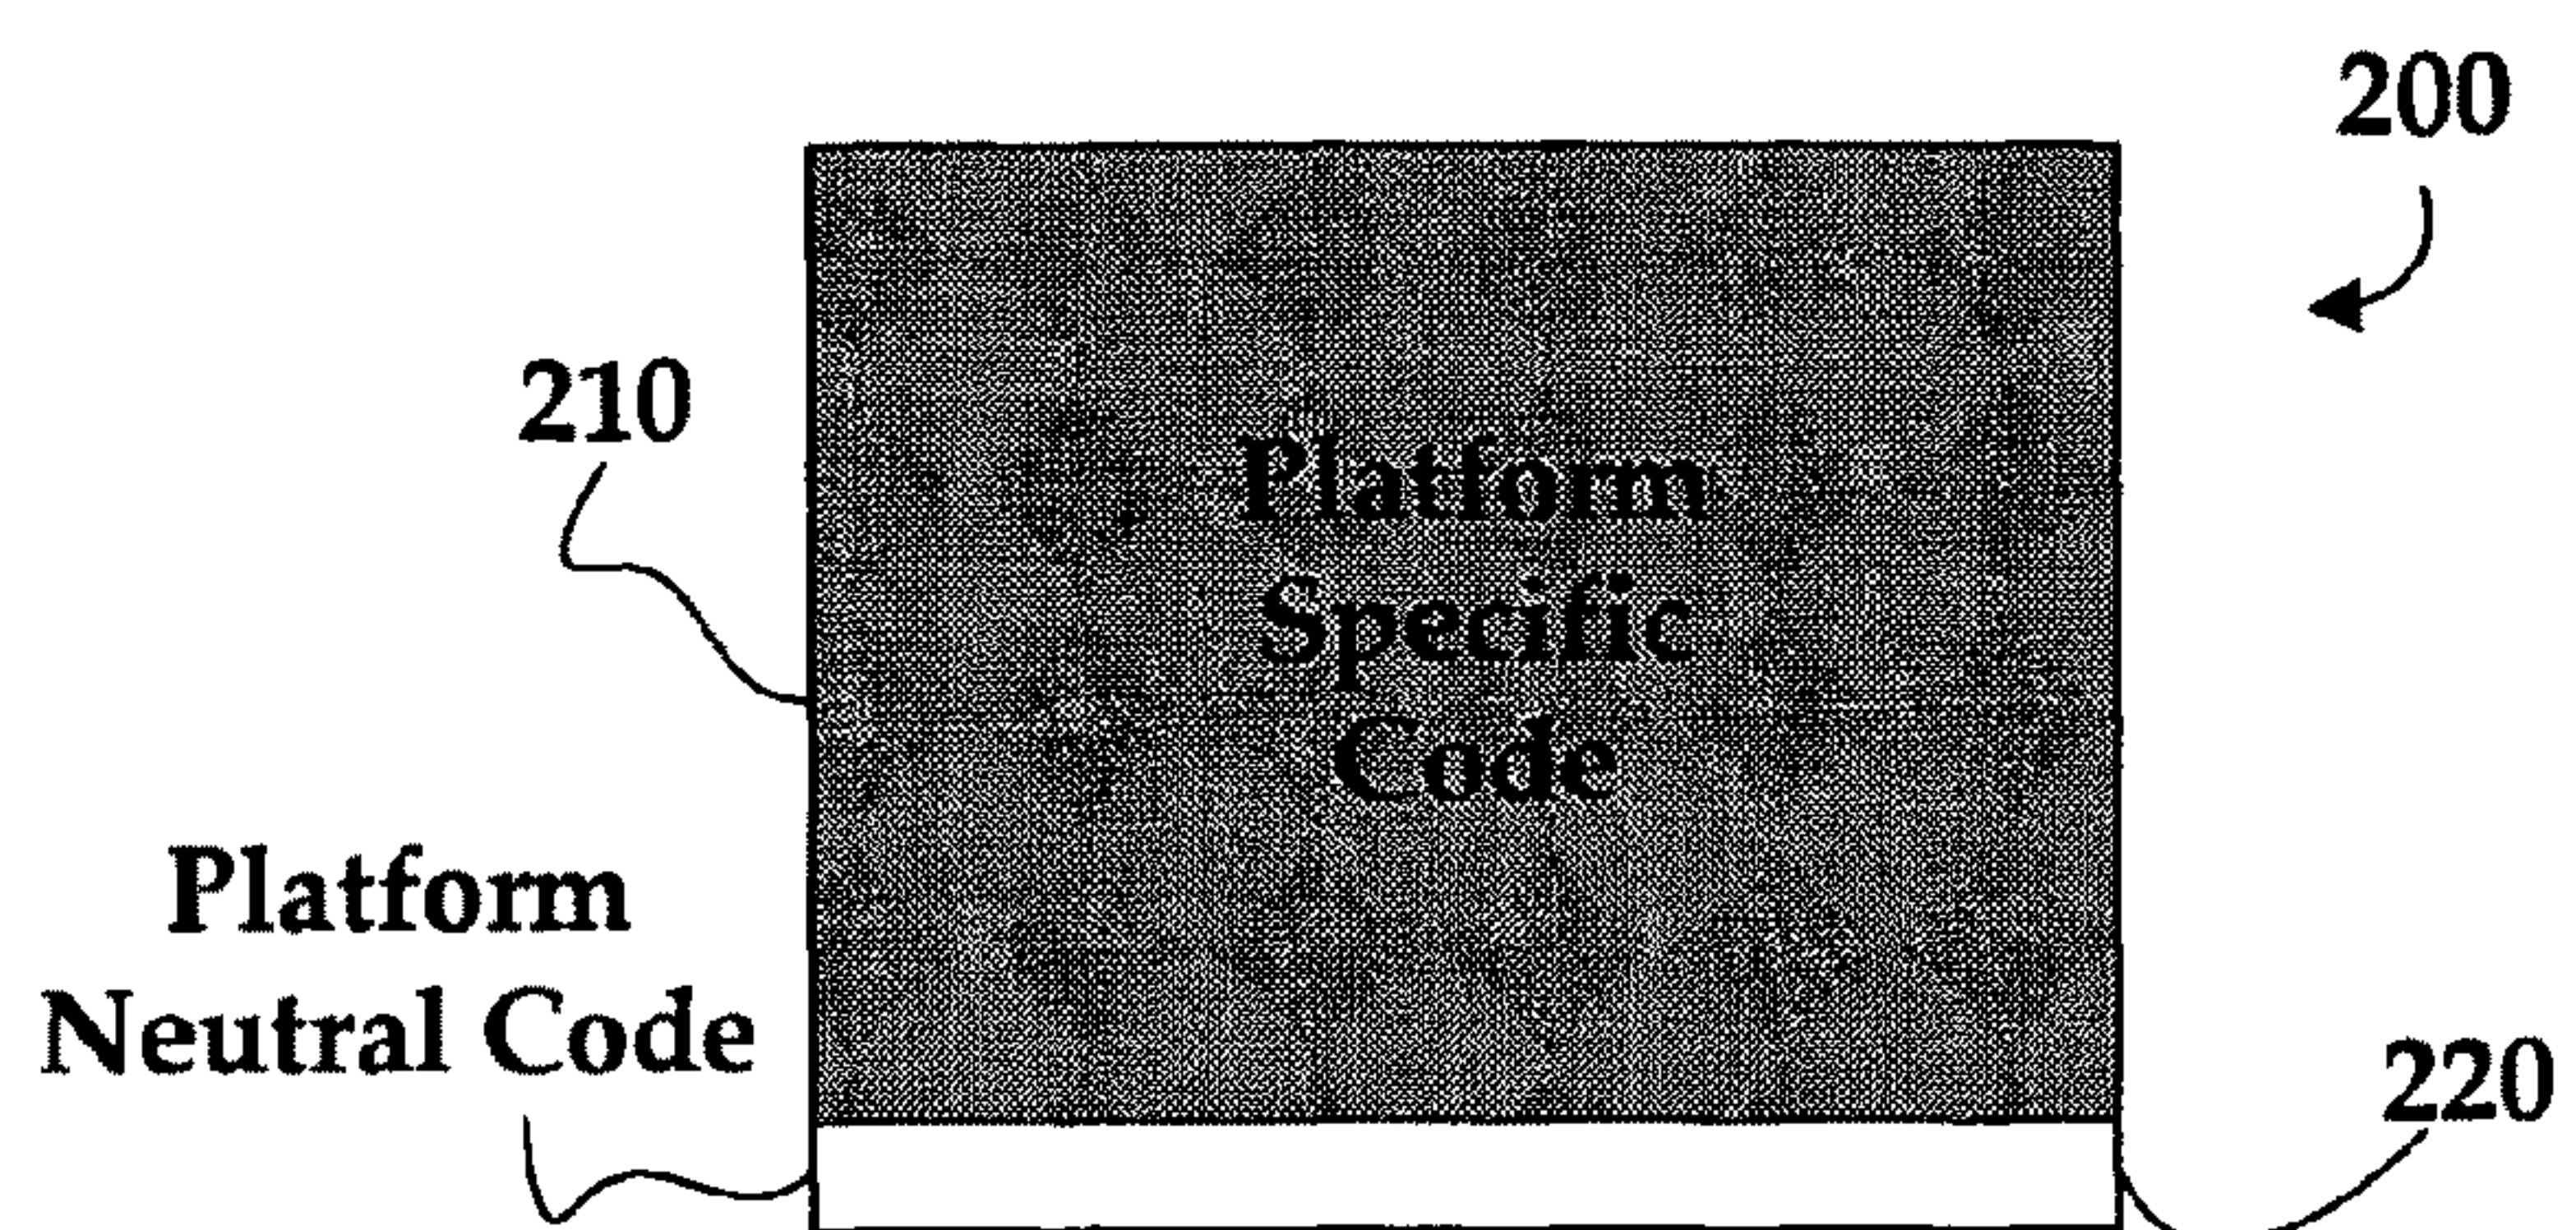 200
210
Platform
Specific
Code
Platform
Neutral Code
220